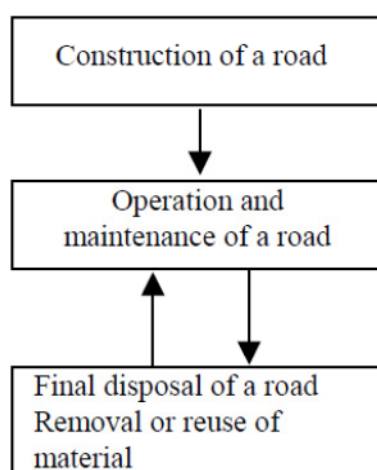 Construction of a road
Operation and
maintenance of a road
Final disposal of a road
Removal or reuse of
material